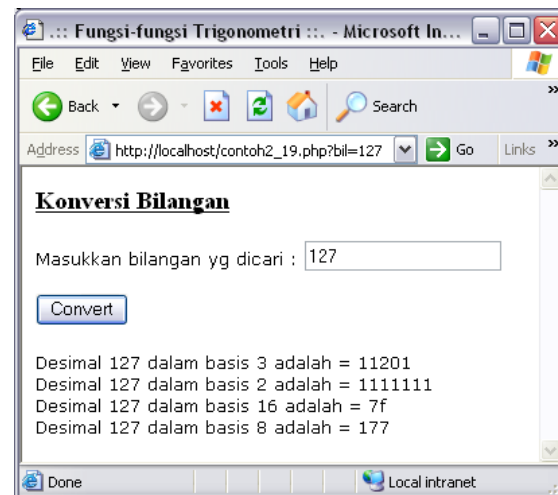 .:: Fungsi-fungsi Trigonometri ::. - Microsoft In...
File Edit View Favorites Tools Help
Back Search
Address http://localhost/contoh2_19.php?bil=127 Go Links
Konversi Bilangan
Masukkan bilangan yg dicari : 127
Convert
Desimal 127 dalam basis 3 adalah = 11201
Desimal 127 dalam basis 2 adalah = 1111111
Desimal 127 dalam basis 16 adalah = 7f
Desimal 127 dalam basis 8 adalah = 177
Done Local intranet